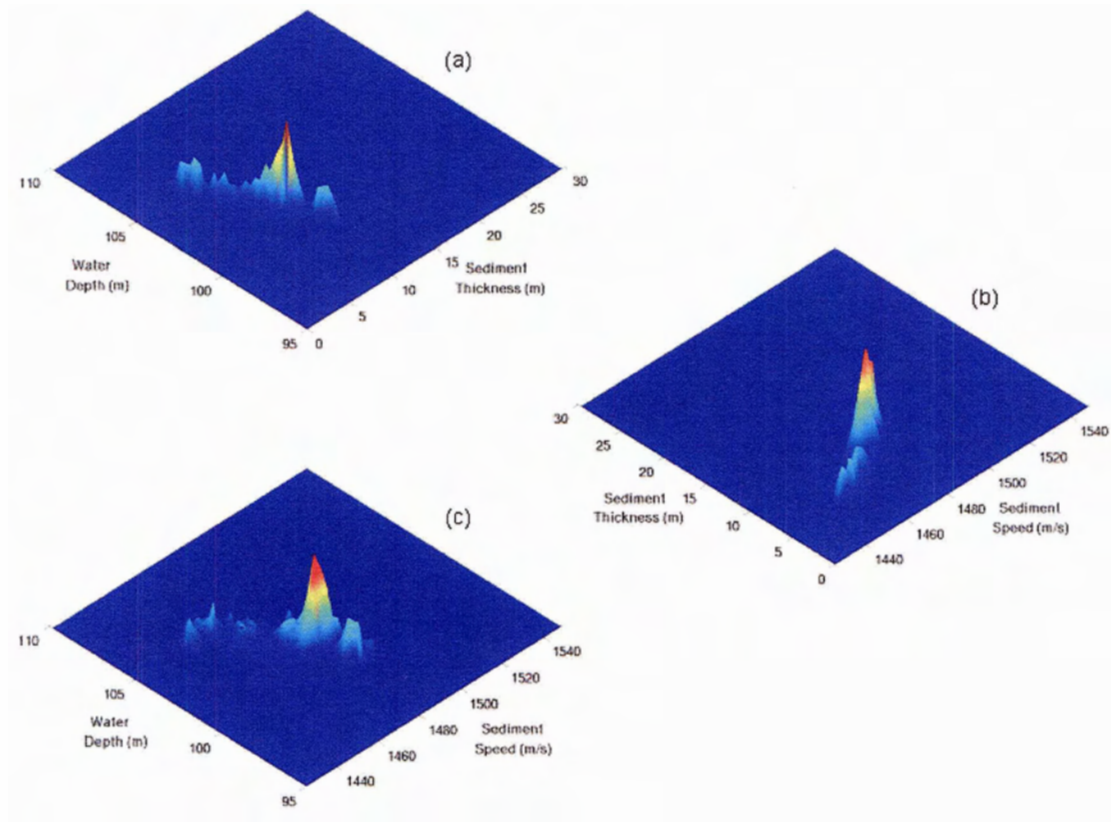 (a)
110
30
25
105
20
Water
Depth (m)
15
Sediment
Thickness (m)
100
10
5
95
0
(b)
30
1540
25
1520
20
1500
Sediment
Thickness (m)
15
1480
Sediment
Speed (m/s)
10
1460
5
1440
0
(c)
110
1540
1520
105
1500
Water
Depth (m)
1480
Sediment
Speed (m/s)
100
1460
1440
95